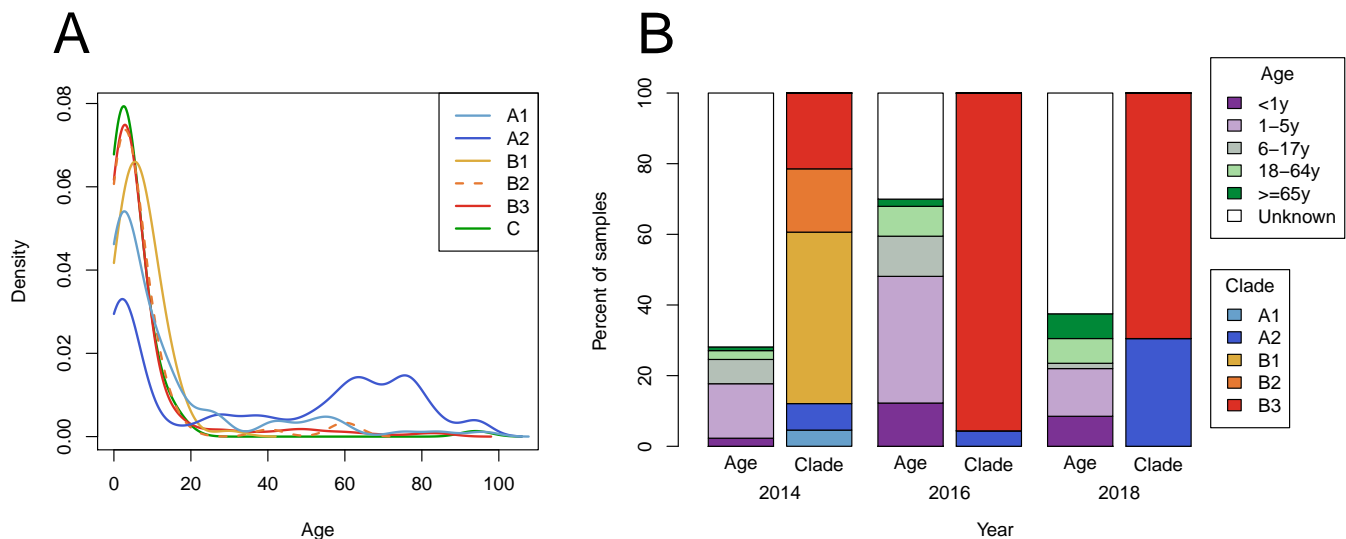 A
Density
0.00
0.02
0.04
0.06
0.08
0 20 40 60 80 100
Age
A1
A2
B1
B2
B3
C
B
Percent of samples
0
20
40
60
80
100
Age Clade Age Clade Age Clade
2014 2016 2018
Year
Age
<1y
1−5y
6−17y
18−64y
>=65y
Unknown
Clade
A1
A2
B1
B2
B3